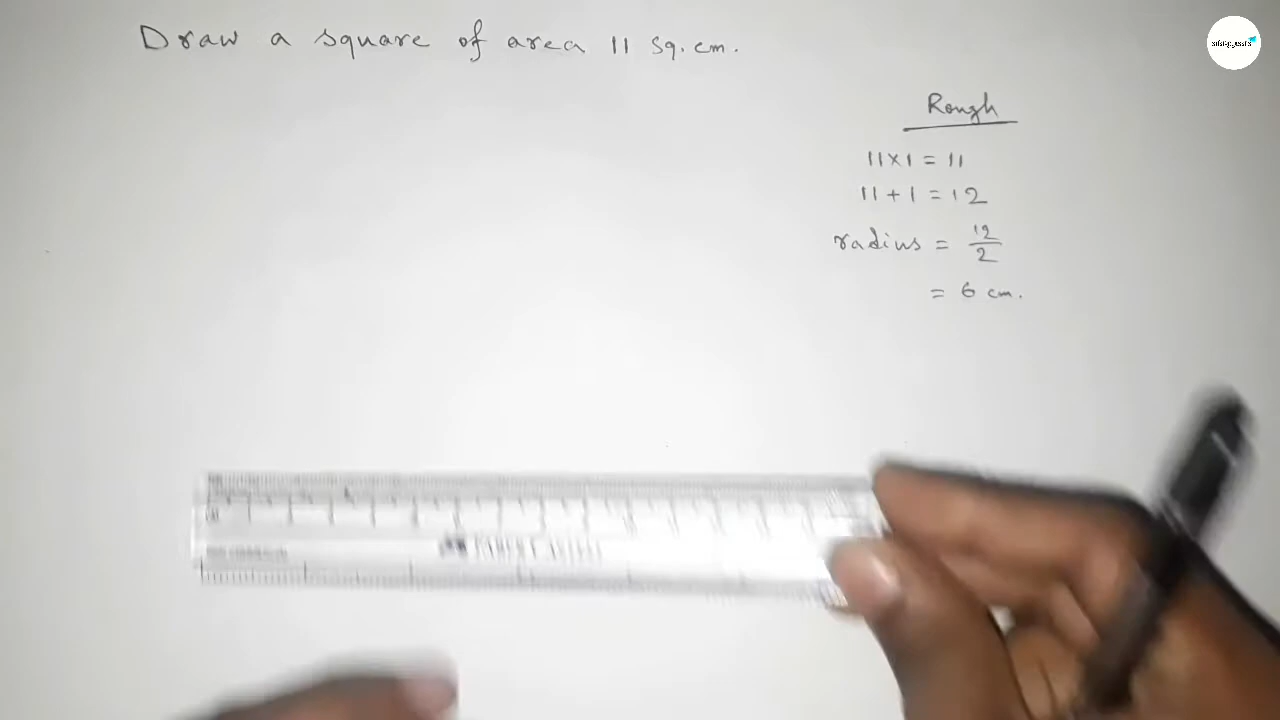 Draw a square of area 11 sq.cm.
Rough
11×1 = 11
11+1 = 12
radius = 12/2
= 6 cm.